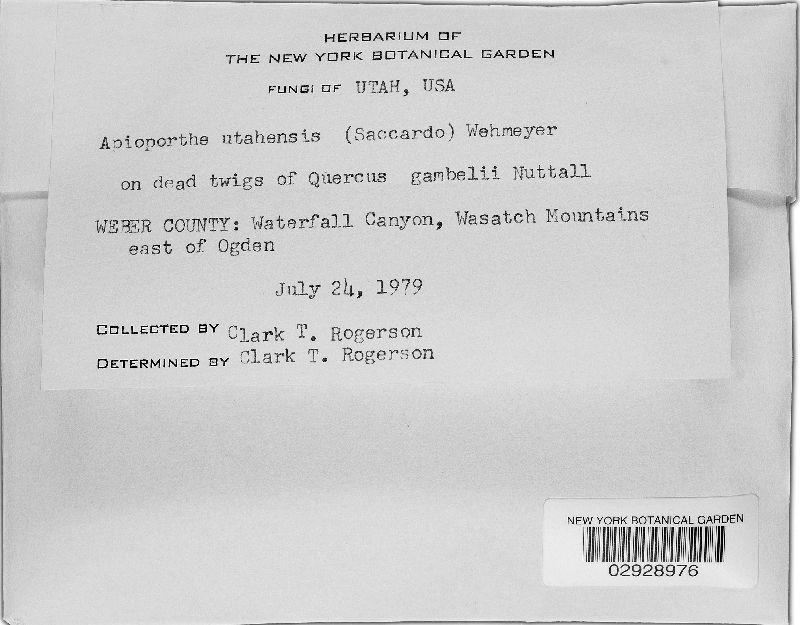 HERBARIUM OF
THE NEW YORK BOTANICAL GARDEN
FUNGI OF UTAH, USA
Apioporthe utahensis (Saccardo) Wehmeyer
on dead twigs of Quercus gambelii Nuttall
WEBER COUNTY: Waterfall Canyon, Wasatch Mountains
east of Ogden
July 24, 1979
COLLECTED BY Clark T. Rogerson
DETERMINED BY Clark T. Rogerson
NEW YORK BOTANICAL GARDEN
02928976